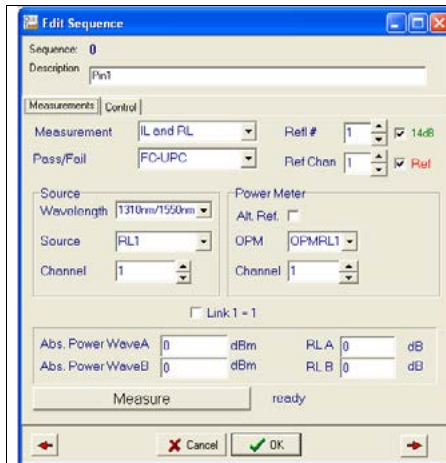 Edit Sequence
Sequence: 0
Description Pin1
Measurements Control
Measurement IL and RL Refl # 1 14dB
Pass/Fail FC-UPC Ref Chan 1 Ref
Source Power Meter
Wavelength 1310nm/1550nm Alt. Ref.
Source RL1 OPM OPMRL1
Channel 1 Channel 1
Link 1 - 1
Abs. Power WaveA 0 dBm RL A 0 dB
Abs. Power WaveB 0 dBm RL B 0 dB
Measure ready
Cancel OK